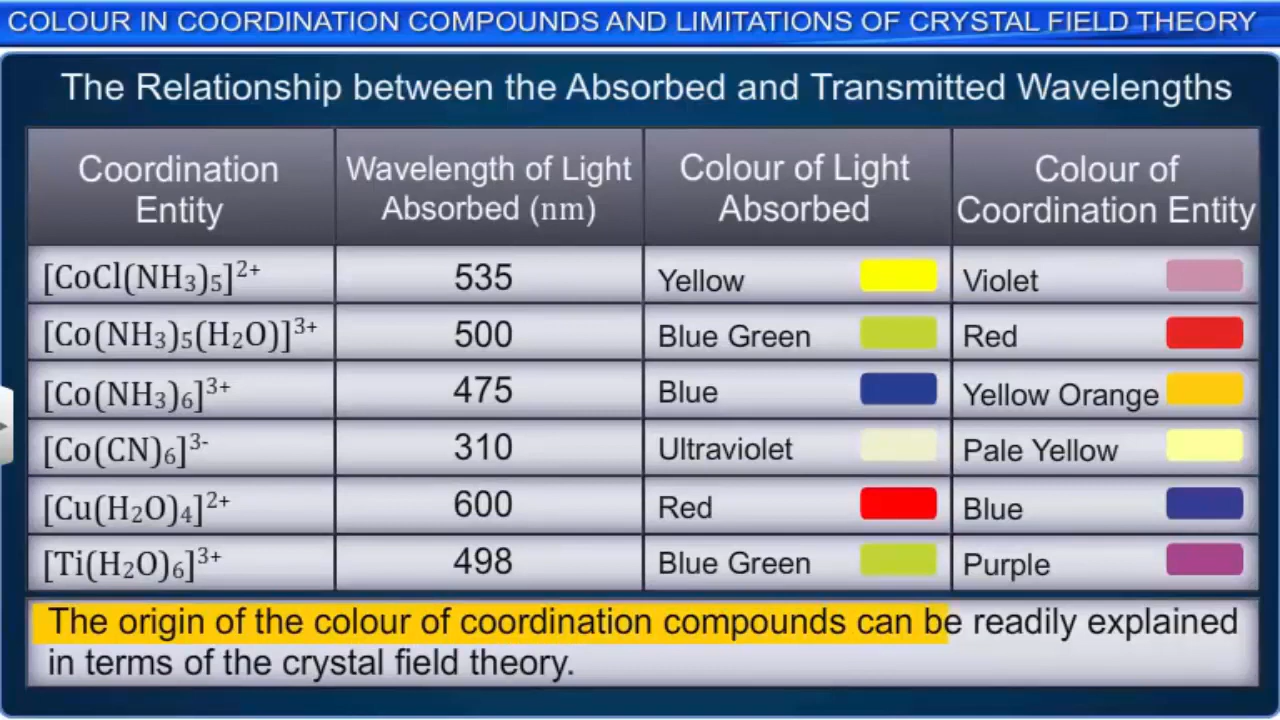 COLOUR IN COORDINATION COMPOUNDS AND LIMITATIONS OF CRYSTAL FIELD THEORY
The Relationship between the Absorbed and Transmitted Wavelengths
Coordination Entity Wavelength of Light Absorbed (nm) Colour of Light Absorbed Colour of Coordination Entity
[CoCl(NH₃)₅]²⁺ 535 Yellow Violet
[Co(NH₃)₅(H₂O)]³⁺ 500 Blue Green Red
[Co(NH₃)₆]³⁺ 475 Blue Yellow Orange
[Co(CN)₆]³⁻ 310 Ultraviolet Pale Yellow
[Cu(H₂O)₄]²⁺ 600 Red Blue
[Ti(H₂O)₆]³⁺ 498 Blue Green Purple
The origin of the colour of coordination compounds can be readily explained
in terms of the crystal field theory.